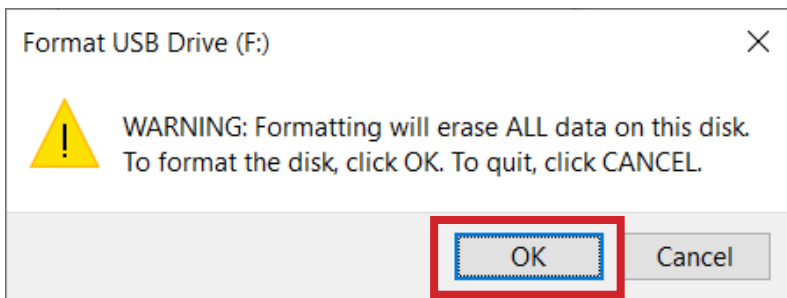 Format USB Drive (F:)
WARNING: Formatting will erase ALL data on this disk.
To format the disk, click OK. To quit, click CANCEL.
OK Cancel